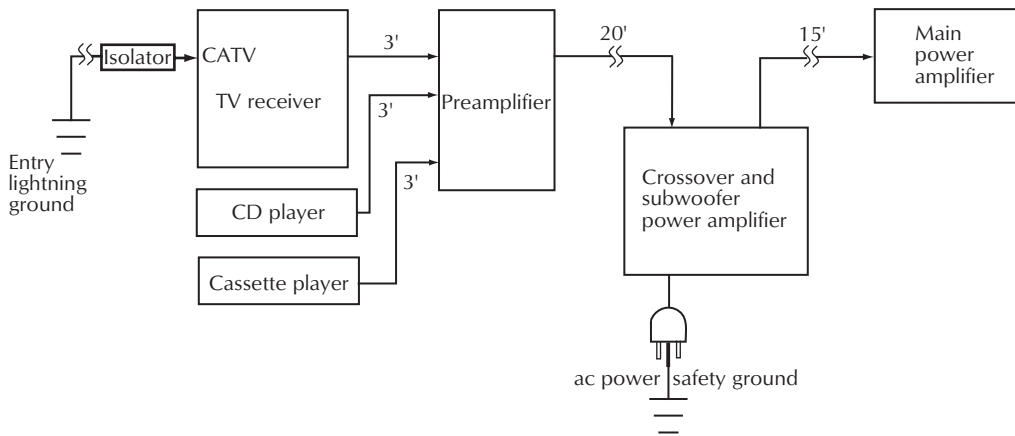 Isolator
CATV
TV receiver
3'
3'
3'
Preamplifier
20'
15'
Main
power
amplifier
Entry
lightning
ground
CD player
Cassette player
Crossover and
subwoofer
power amplifier
ac power safety ground